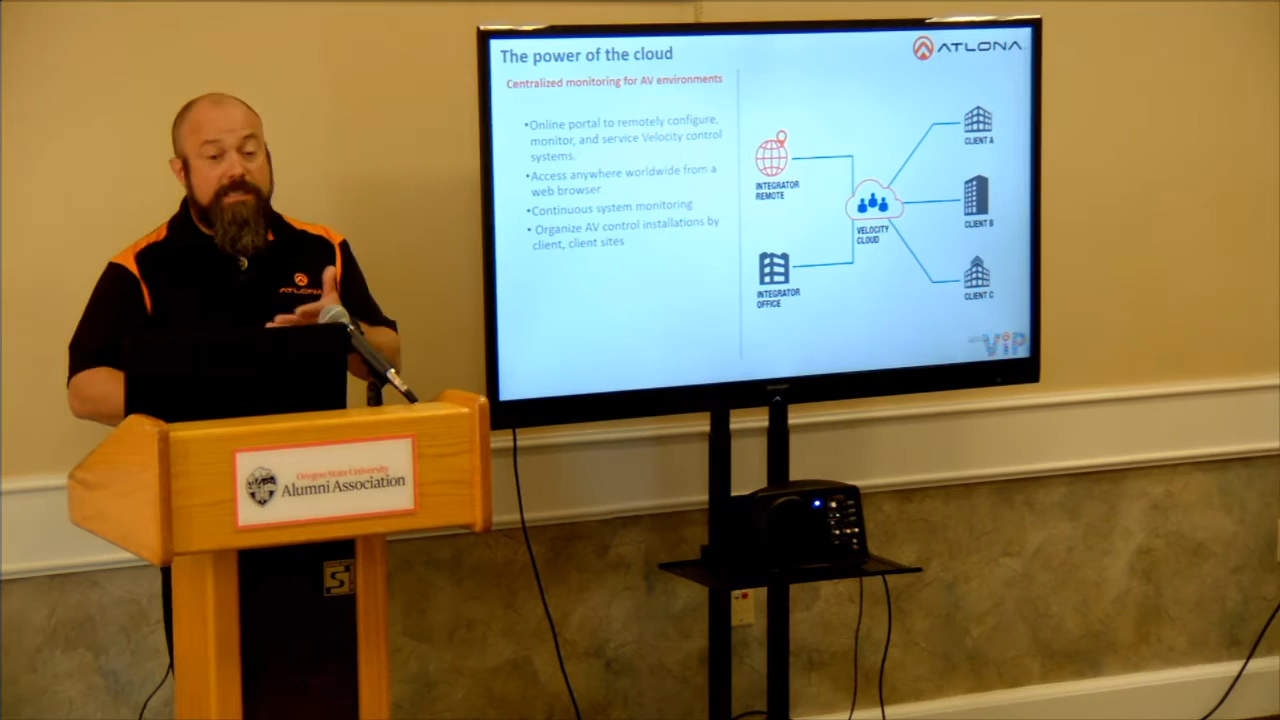 The power of the cloud
ATLONA
Centralized monitoring for AV environments
•Online portal to remotely configure,
monitor, and service Velocity control
systems.
•Access anywhere worldwide from a
web browser
•Continuous system monitoring
• Organize AV control installations by
client, client sites
INTEGRATOR
REMOTE
INTEGRATOR
OFFICE
VELOCITY
CLOUD
CLIENT A
CLIENT B
CLIENT C
ViP
ATLONA
Oregon State University
Alumni Association